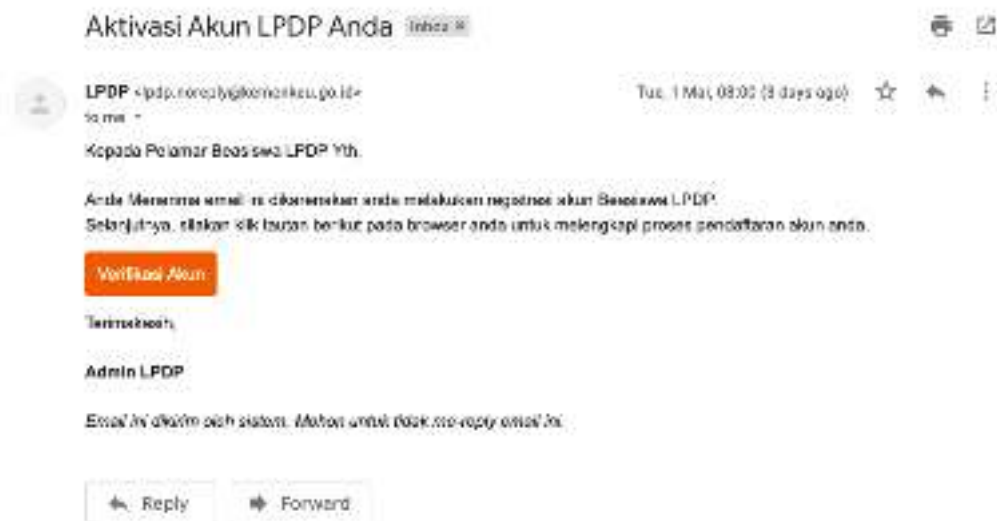 Aktivasi Akun LPDP Anda Inbox ×
LPDP <lpdp.noreply@kemenkeu.go.id> Tue, 1 Mar, 08:00 (8 days ago)
to me
Kepada Pelamar Beasiswa LPDP Yth.
Anda Menerima email ini dikarenakan anda melakukan registrasi akun Beasiswa LPDP.
Selanjutnya, silakan klik tautan berikut pada browser anda untuk melengkapi proses pendaftaran akun anda.
Verifikasi Akun
Terimakasih,
Admin LPDP
Email ini dikirim oleh sistem. Mohon untuk tidak me-reply email ini.
Reply Forward